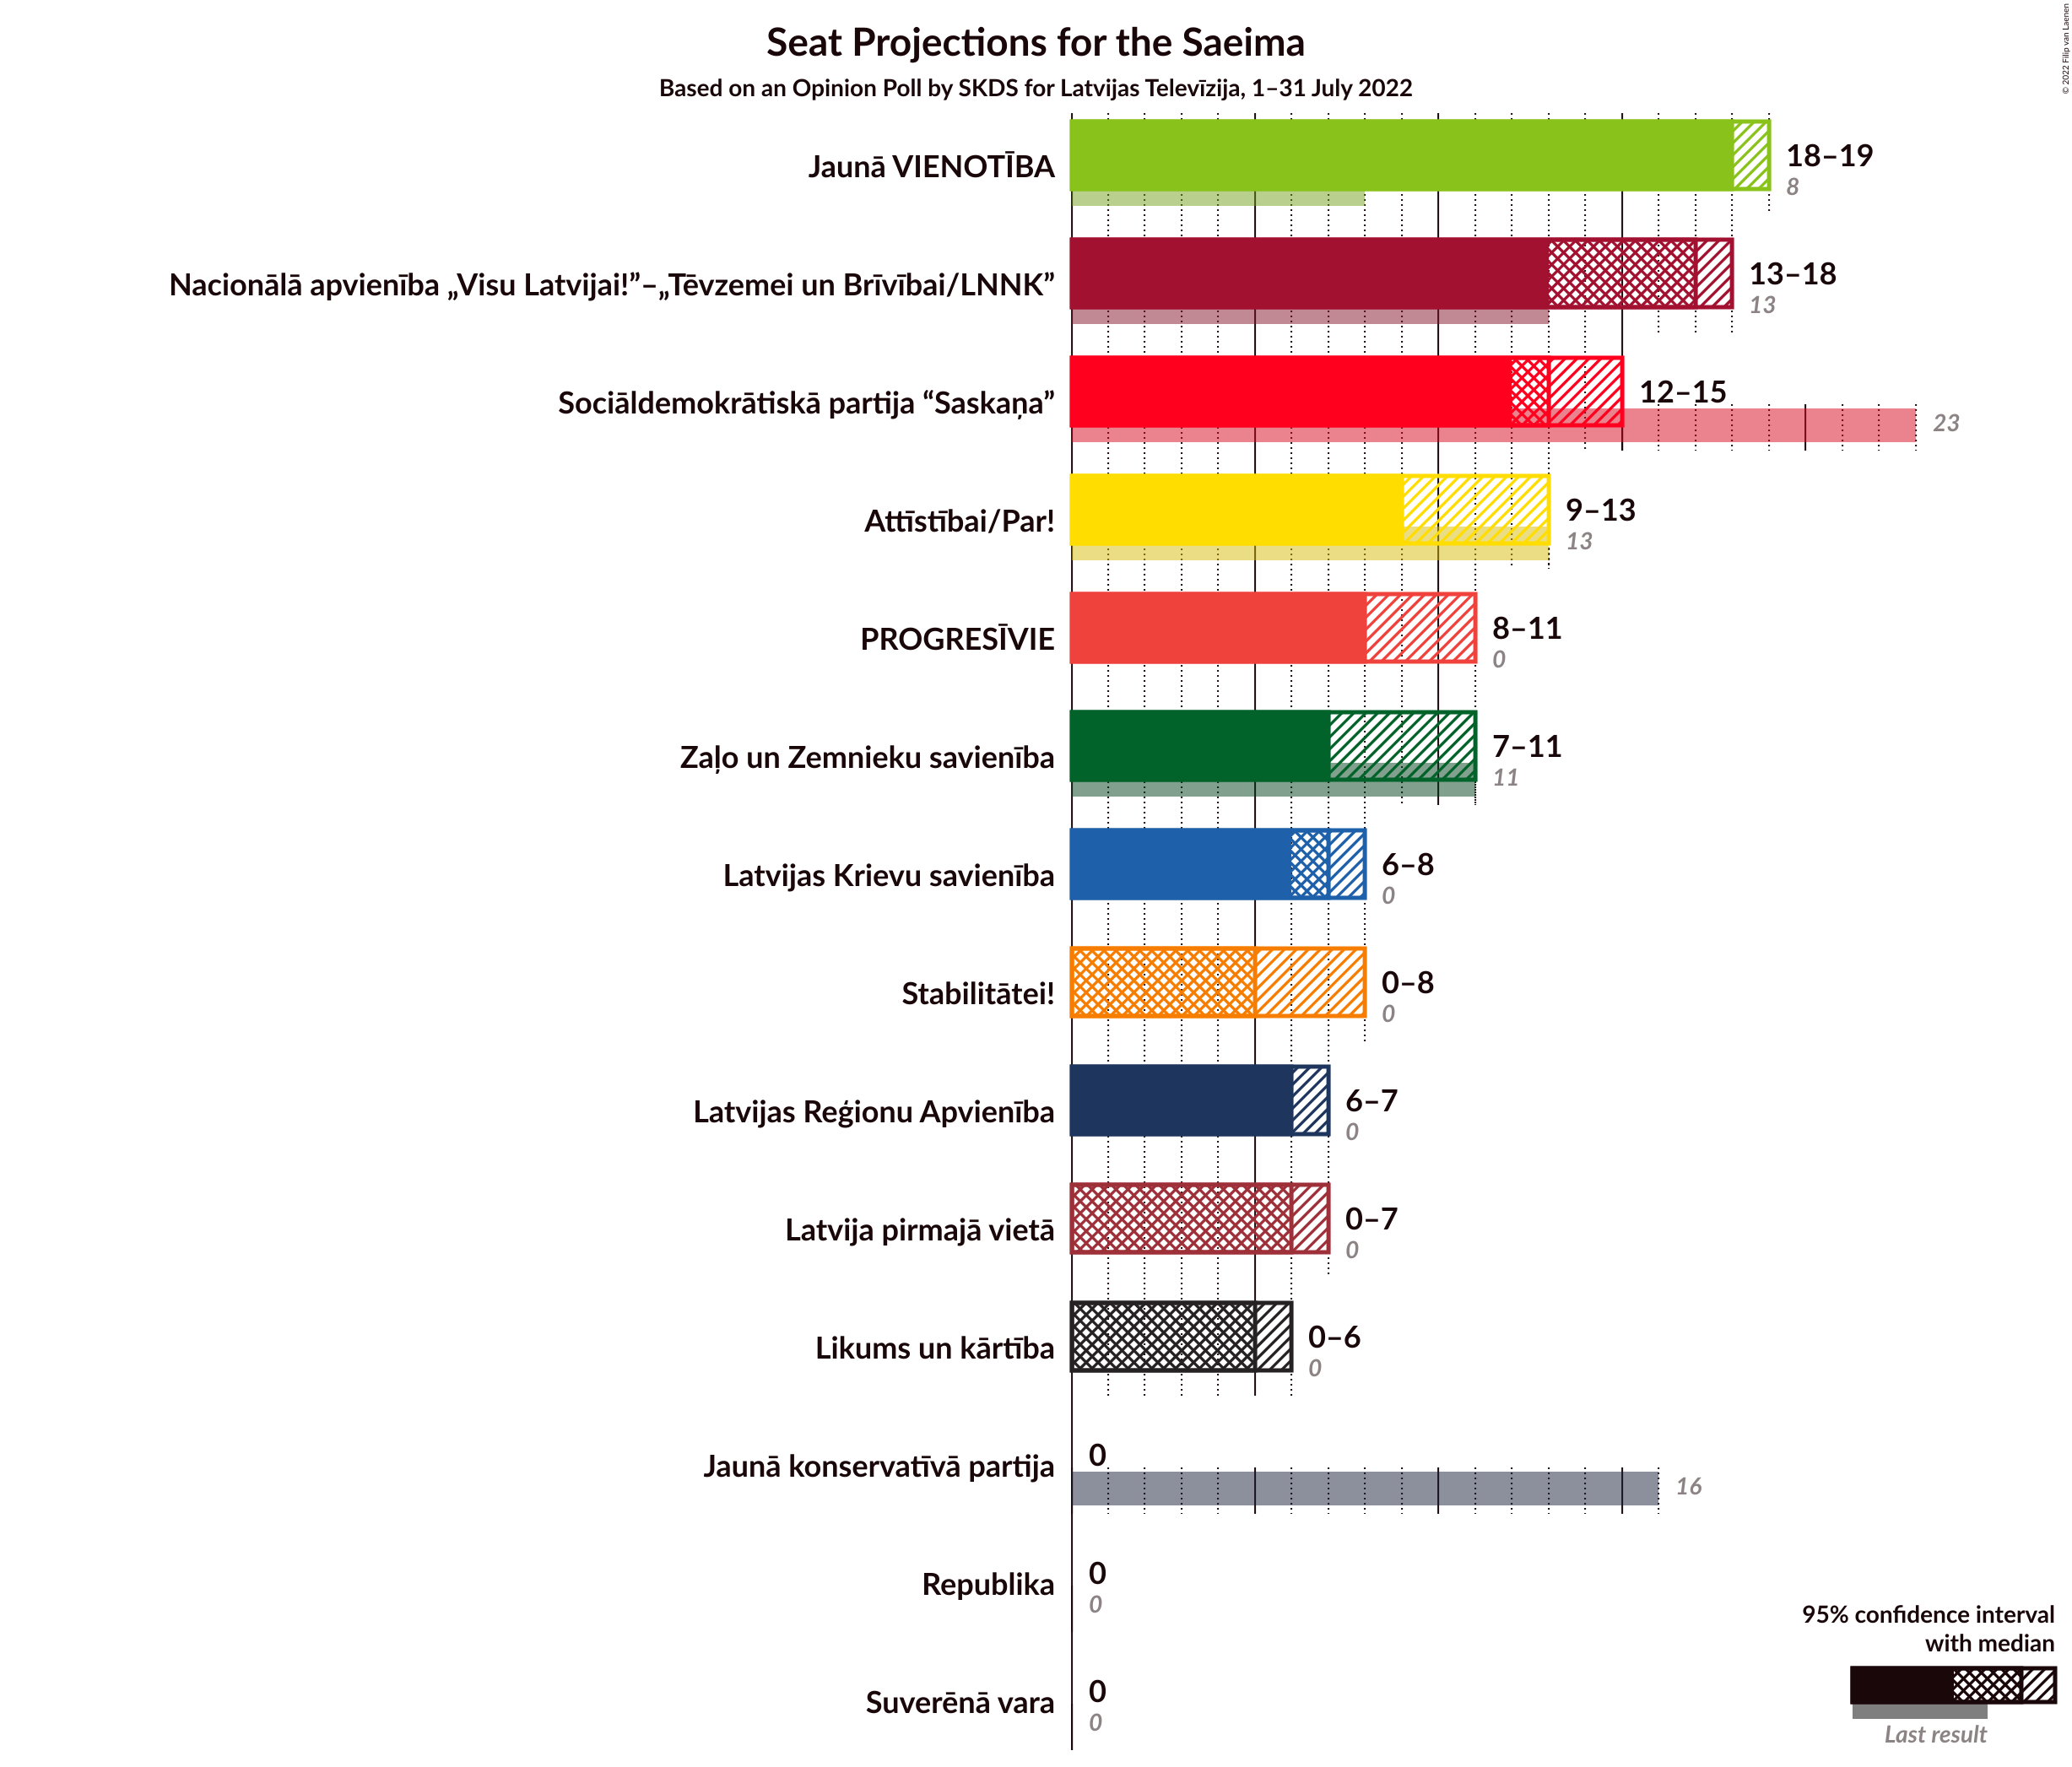 Seat Projections for the Saeima
Based on an Opinion Poll by SKDS for Latvijas Televīzija, 1–31 July 2022
© 2022 Filip van Laenen
Jaunā VIENOTĪBA
18–19
8
Nacionālā apvienība „Visu Latvijai!”–„Tēvzemei un Brīvībai/LNNK”
13–18
13
Sociāldemokrātiskā partija “Saskaņa”
12–15
23
Attīstībai/Par!
9–13
13
PROGRESĪVIE
8–11
0
Zaļo un Zemnieku savienība
7–11
11
Latvijas Krievu savienība
6–8
0
Stabilitātei!
0–8
0
Latvijas Reģionu Apvienība
6–7
0
Latvija pirmajā vietā
0–7
0
Likums un kārtība
0–6
0
Jaunā konservatīvā partija
0
16
Republika
0
0
Suverēnā vara
0
0
95% confidence interval
with median
Last result